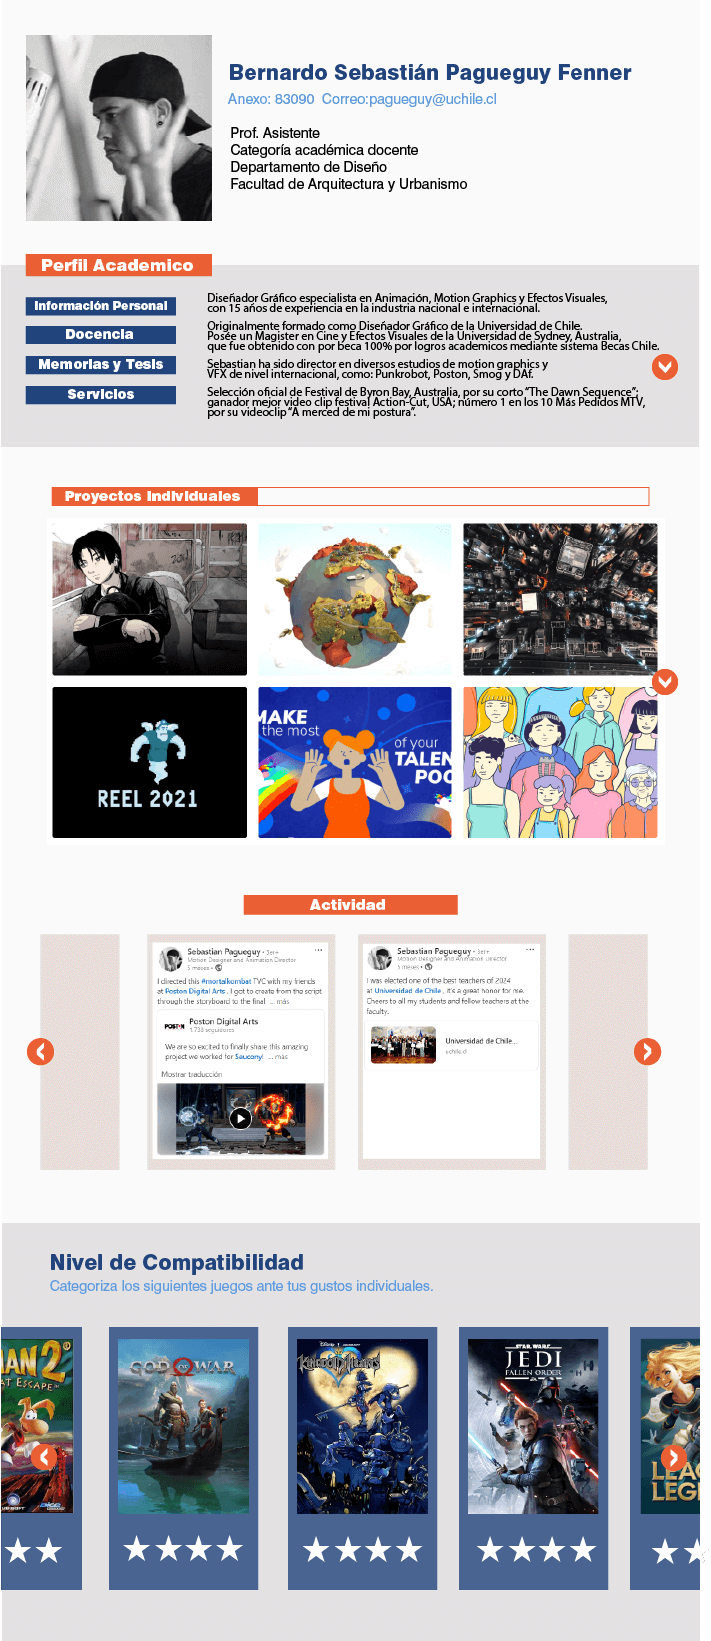 Bernardo Sebastián Pagueguy Fenner
Anexo: 83090 Correo:pagueguy@uchile.cl
Prof. Asistente
Categoría académica docente
Departamento de Diseño
Facultad de Arquitectura y Urbanismo
Perfil Academico
Información Personal
Docencia
Memorias y Tesis
Servicios
Diseñador Gráfico especialista en Animación, Motion Graphics y Efectos Visuales,
con 15 años de experiencia en la industria nacional e internacional.
Originalmente formado como Diseñador Gráfico de la Universidad de Chile.
Posée un Magister en Cine y Efectos Visuales de la Universidad de Sydney, Australia,
que fue obtenido con por beca 100% por logros academicos mediante sistema Becas Chile.
Sebastian ha sido director en diversos estudios de motion graphics y
VFX de nivel internacional, como: Punkrobot, Poston, Smog y DAf.
Selección oficial de Festival de Byron Bay, Australia, por su corto “The Dawn Sequence”;
ganador mejor video clip festival Action-Cut, USA; número 1 en los 10 Más Pedidos MTV,
por su videoclip “A merced de mi postura”.
Proyectos Individuales
REEL 2021
MAKE
the most
of your
TALEN
POO
Actividad
Sebastian Pagueguy • 3er+
Motion Designer and Animation Director
5 meses •
I directed this #mortalkombat TVC with my friends
at Poston Digital Arts . I got to create from the script
through the storyboard to the final ... más
POSTON
Poston Digital Arts
1.738 seguidores
We are so excited to finally share this amazing
project we worked for Saucony! ... más
Mostrar traducción
Sebastian Pagueguy • 3er+
Motion Designer and Animation Director
5 meses •
I was elected one of the best teachers of 2024
at Universidad de Chile , it's a great honor for me.
Cheers to all my students and fellow teachers at the
faculty.
Universidad de Chile...
uchile.cl
Nivel de Compatibilidad
Categoriza los siguientes juegos ante tus gustos individuales.
MAN 2
AT ESCAPE™
UBISOFT
GOD OF WAR
Disney
KINGDOM HEARTS
STAR WARS
JEDI
FALLEN ORDER
LEAG
LEGE